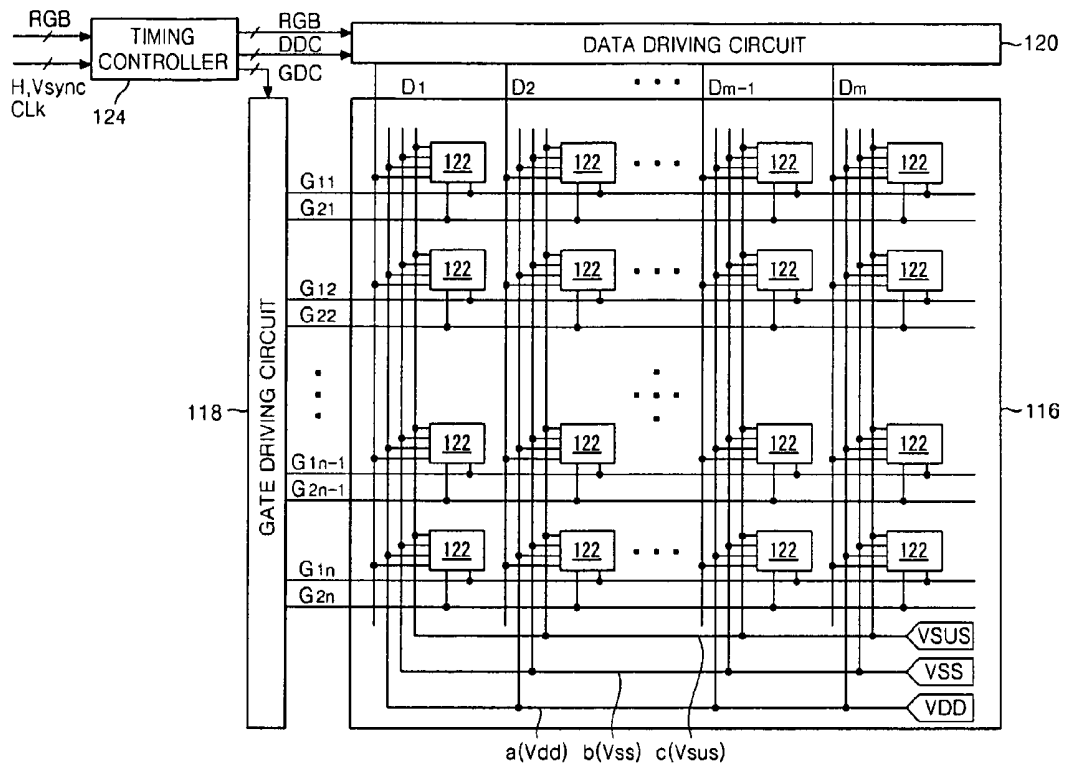 RGB
H,Vsync
CLK
TIMING
CONTROLLER
124
RGB
DDC
GDC
DATA DRIVING CIRCUIT
120
D1 D2 Dm-1 Dm
122 122 122 122
G11
G21
122 122 122 122
G12
G22
GATE DRIVING CIRCUIT
118
116
122 122 122 122
G1n-1
G2n-1
122 122 122 122
G1n
G2n
VSUS
VSS
VDD
a(Vdd) b(Vss) c(Vsus)